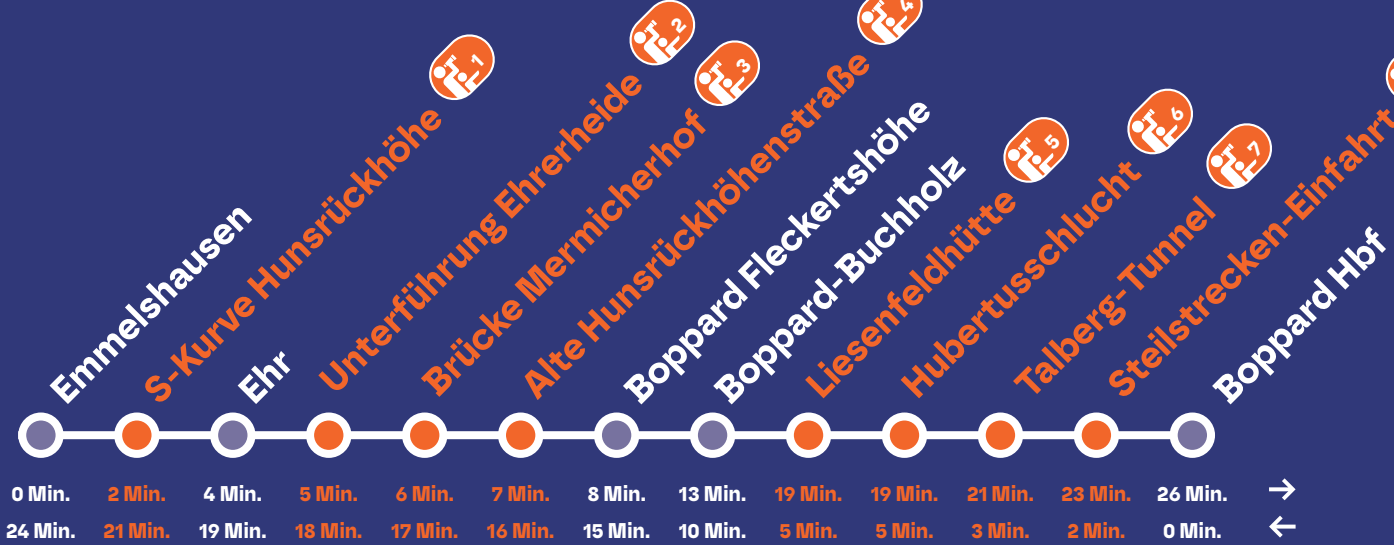 Emmelshausen
S-Kurve Hunsrückhöhe
1
Ehr
Unterführung Ehrerheide
2
Brücke Mermicherhof
3
Alte Hunsrückhöhenstraße
4
Boppard Fleckertshöhe
Boppard-Buchholz
Liesenfeldhütte
5
Hubertusschlucht
6
Talberg-Tunnel
7
Steilstrecken-Einfahrt
Boppard Hbf
0 Min. 2 Min. 4 Min. 5 Min. 6 Min. 7 Min. 8 Min. 13 Min. 19 Min. 19 Min. 21 Min. 23 Min. 26 Min. →
24 Min. 21 Min. 19 Min. 18 Min. 17 Min. 16 Min. 15 Min. 10 Min. 5 Min. 5 Min. 3 Min. 2 Min. 0 Min. ←